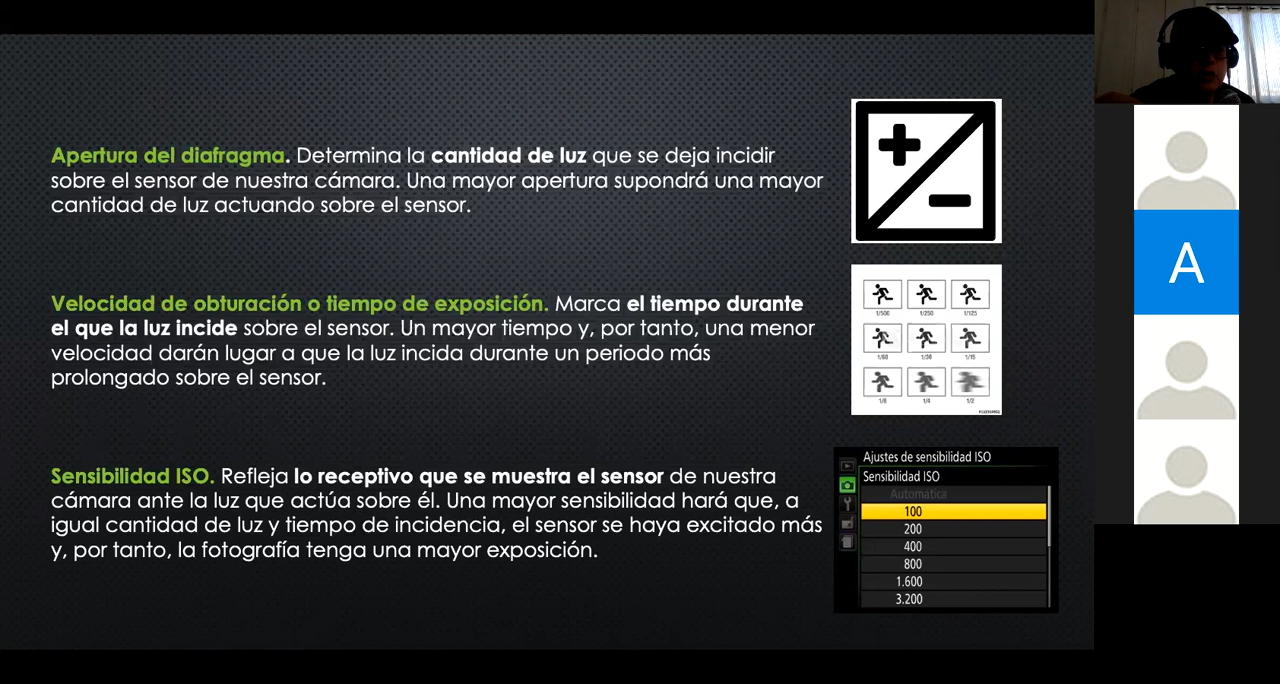 Apertura del diafragma. Determina la cantidad de luz que se deja incidir
sobre el sensor de nuestra cámara. Una mayor apertura supondrá una mayor
cantidad de luz actuando sobre el sensor.
Velocidad de obturación o tiempo de exposición. Marca el tiempo durante
el que la luz incide sobre el sensor. Un mayor tiempo y, por tanto, una menor
velocidad darán lugar a que la luz incida durante un periodo más
prolongado sobre el sensor.
1/500 1/250 1/125
1/60 1/30 1/15
1/8 1/4 1/2
Sensibilidad ISO. Refleja lo receptivo que se muestra el sensor de nuestra
cámara ante la luz que actúa sobre él. Una mayor sensibilidad hará que, a
igual cantidad de luz y tiempo de incidencia, el sensor se haya excitado más
y, por tanto, la fotografía tenga una mayor exposición.
Ajustes de sensibilidad ISO
Sensibilidad ISO
Automática
100
200
400
800
1.600
3.200
A